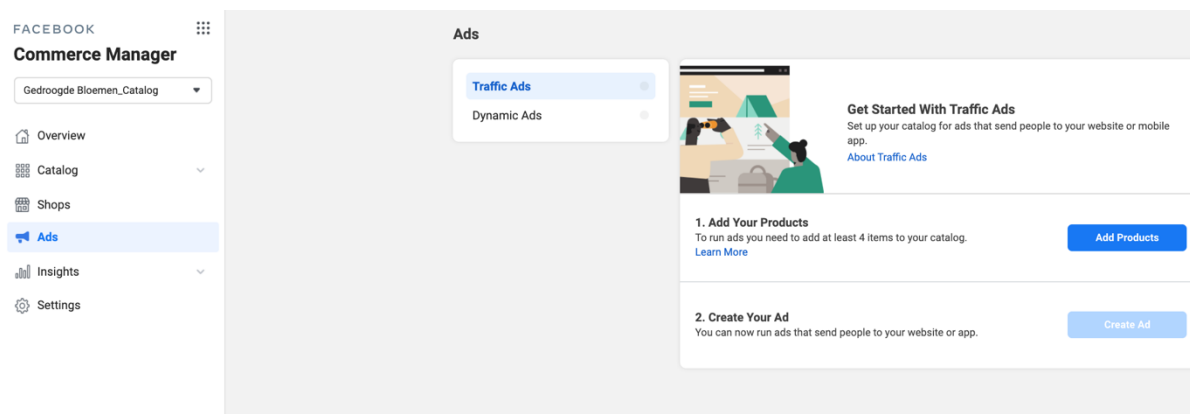 FACEBOOK
Commerce Manager
Gedroogde Bloemen_Catalog
Overview
Catalog
Shops
Ads
Insights
Settings
Ads
Traffic Ads
Dynamic Ads
Get Started With Traffic Ads
Set up your catalog for ads that send people to your website or mobile
app.
About Traffic Ads
1. Add Your Products
To run ads you need to add at least 4 items to your catalog.
Learn More
Add Products
2. Create Your Ad
You can now run ads that send people to your website or app.
Create Ad